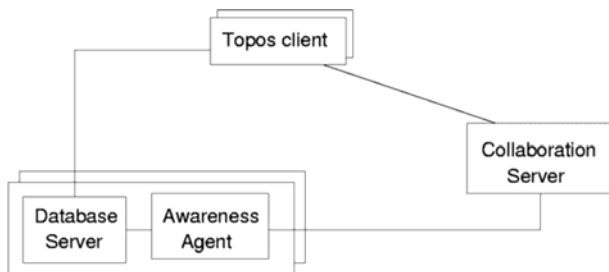 Topos client
Collaboration
Server
Database
Server
Awareness
Agent